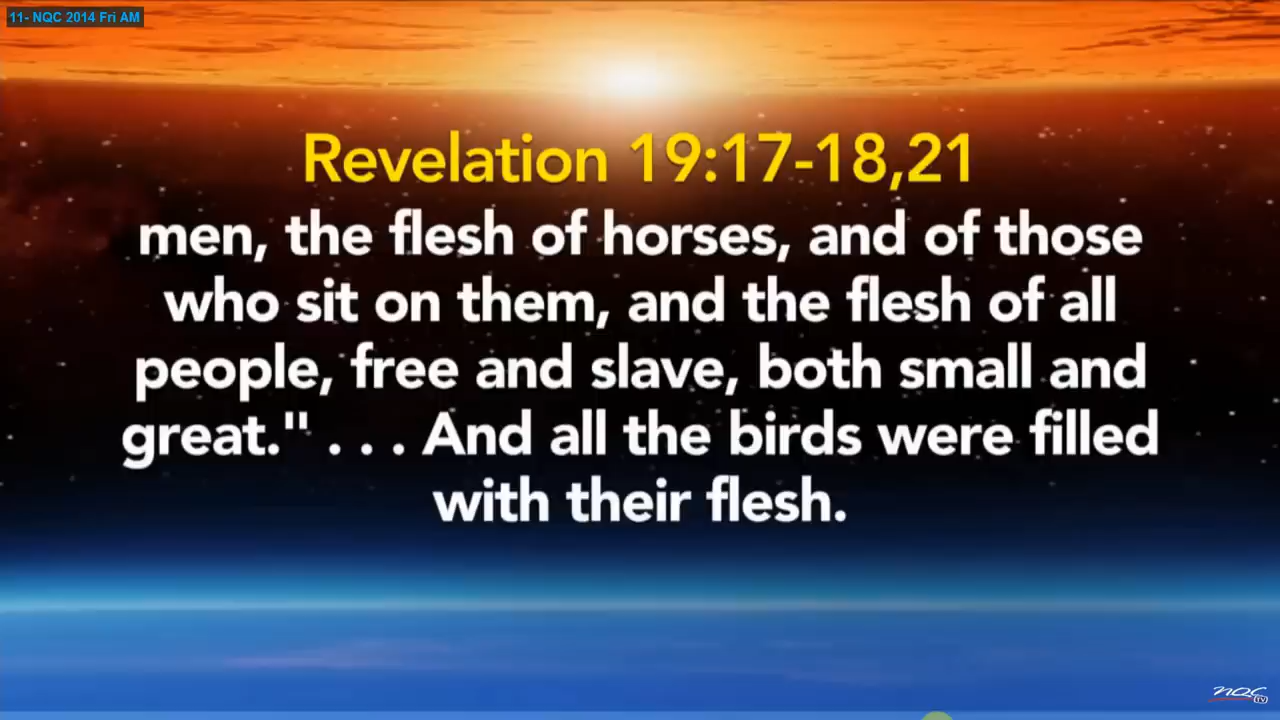 11- NQC 2014 Fri AM
Revelation 19:17-18,21
men, the flesh of horses, and of those
who sit on them, and the flesh of all
people, free and slave, both small and
great." . . . And all the birds were filled
with their flesh.
NQC TV